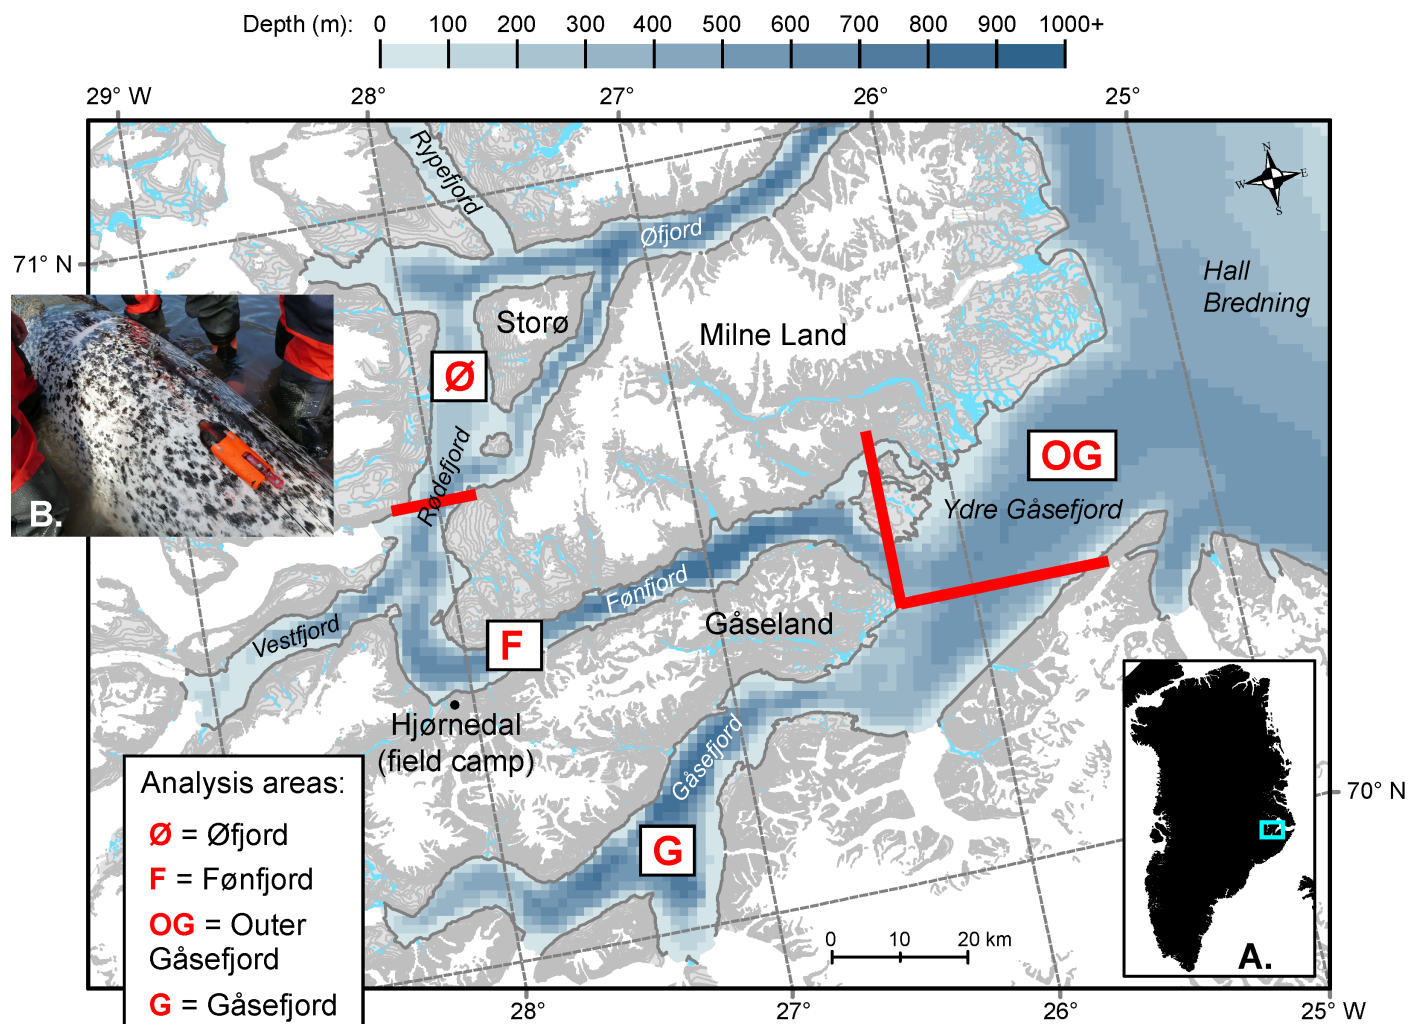 Depth (m): 0 100 200 300 400 500 600 700 800 900 1000+
29° W 28° 27° 26° 25°
Rypefjord
N
W E
S
Øfjord
71° N
Hall
Bredning
Storø
Milne Land
Ø
OG
Rødefjord
Ydre Gåsefjord
B.
Fønfjord
Vestfjord
F
Gåseland
Hjørnedal
(field camp)
Gåsefjord
70° N
Analysis areas:
Ø = Øfjord
F = Fønfjord
OG = Outer
Gåsefjord
G = Gåsefjord
G
0 10 20 km
A.
28° 27° 26° 25° W